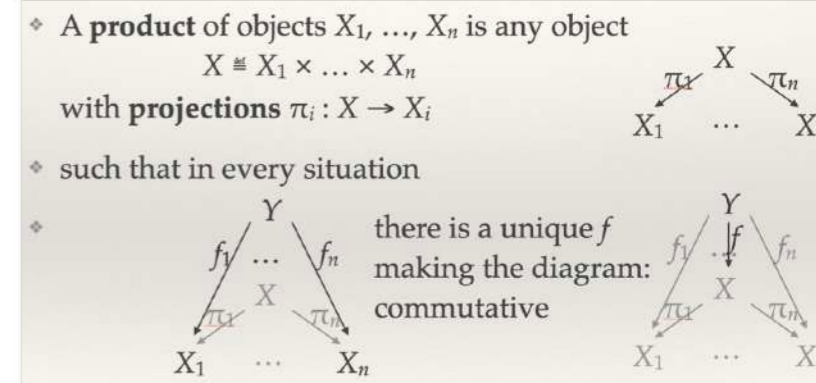 ❖ A product of objects X₁, …, Xₙ is any object
X ≝ X₁ × … × Xₙ
with projections πᵢ : X → Xᵢ
X
π₁ πₙ
X₁ … X
❖ such that in every situation
❖
Y
f₁ … fₙ
X
π₁ πₙ
X₁ … Xₙ
there is a unique f
making the diagram:
commutative
Y
f₁ … f fₙ
X
π₁ πₙ
X₁ … X